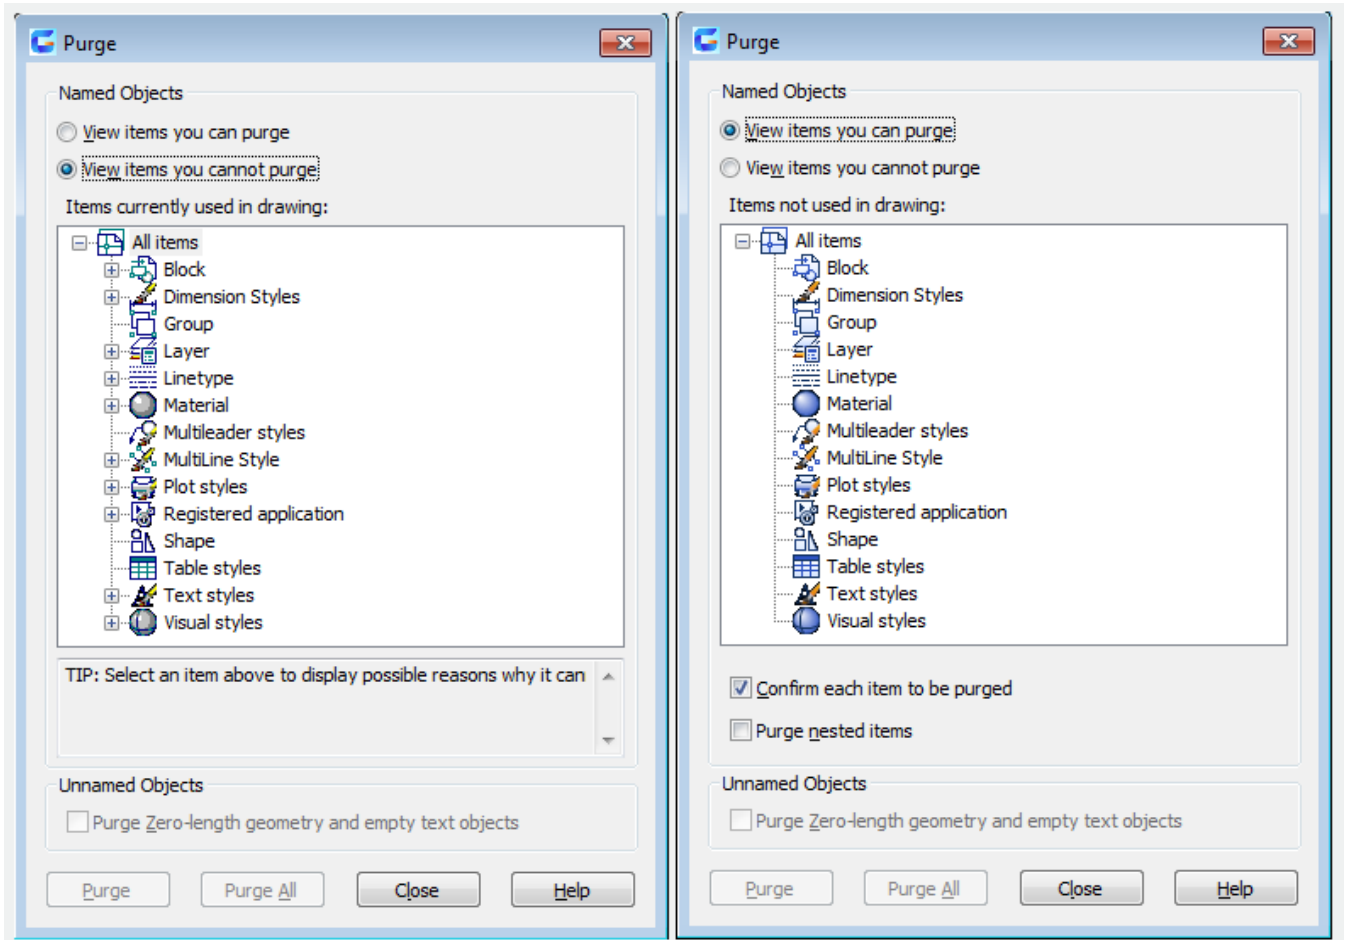 Purge
Named Objects
View items you can purge
View items you cannot purge
Items currently used in drawing:
All items
Block
Dimension Styles
Group
Layer
Linetype
Material
Multileader styles
MultiLine Style
Plot styles
Registered application
Shape
Table styles
Text styles
Visual styles
TIP: Select an item above to display possible reasons why it can
Unnamed Objects
Purge Zero-length geometry and empty text objects
Purge
Purge All
Close
Help
Purge
Named Objects
View items you can purge
View items you cannot purge
Items not used in drawing:
All items
Block
Dimension Styles
Group
Layer
Linetype
Material
Multileader styles
MultiLine Style
Plot styles
Registered application
Shape
Table styles
Text styles
Visual styles
Confirm each item to be purged
Purge nested items
Unnamed Objects
Purge Zero-length geometry and empty text objects
Purge
Purge All
Close
Help